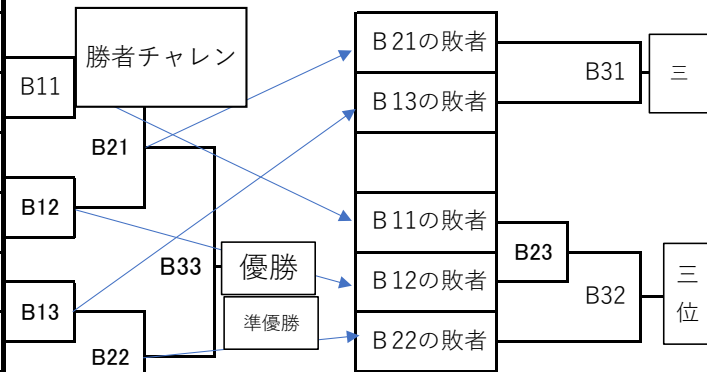 勝者チャレン
B11
B21
B12
B33
優勝
準優勝
B13
B22
B21の敗者
B13の敗者
B31
三
B11の敗者
B12の敗者
B22の敗者
B23
B32
三
位